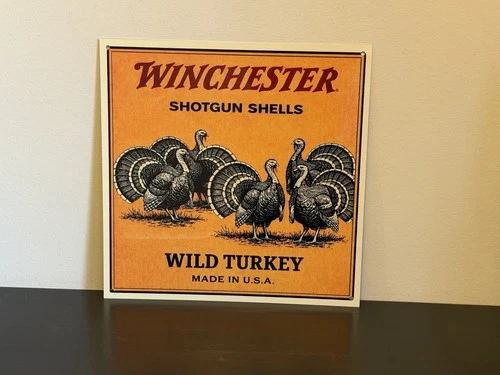 WINCHESTER
SHOTGUN SHELLS
WILD TURKEY
MADE IN U.S.A.